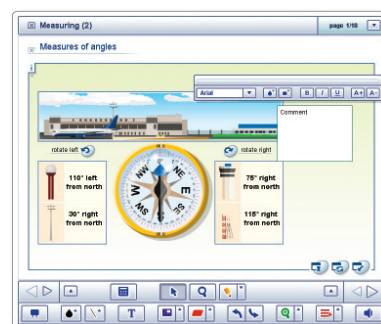 Measuring (2)
page 1/18
Measures of angles
Arial
B I U A+ A-
Comment
rotate left
rotate right
110° left
from north
30° right
from north
N NE E SE S SW W NW
75° right
from north
115° right
from north
T